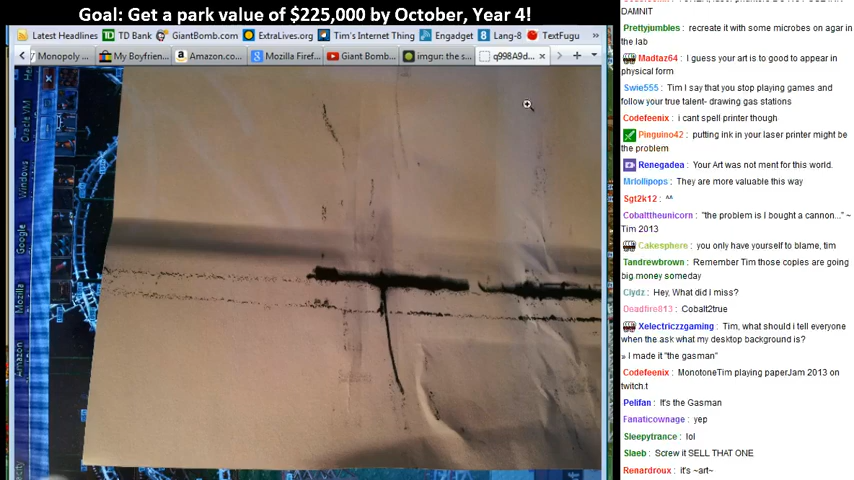 Goal: Get a park value of $225,000 by October, Year 4!
Latest Headlines TD Bank GiantBomb.com ExtraLives.org Tim's Internet Thing Engadget Lang-8 TextFugu »
Monopoly ... My Boyfrien... Amazon.co... Mozilla Firef... Giant Bomb... imgur: the s... q998A9d...
Oracle VM
Windows
Google
Mozilla
Amazon
DAMNIT
Prettyjumbles : recreate it with some microbes on agar in
the lab
Madtaz64 : I guess your art is to good to appear in
physical form
Swie555 : Tim I say that you stop playing games and
follow your true talent- drawing gas stations
Codefeenix : i cant spell printer though
Pinguino42 : putting ink in your laser printer might be
the problem
Renegadea : Your Art was not ment for this world.
Mrlollipops : They are more valuable this way
Sgt2k12 : ^^
Cobalttheunicorn : "the problem is I bought a cannon..." ~
Tim 2013
Cakesphere : you only have yourself to blame, tim
Tandrewbrown : Remember Tim those copies are going
big money someday
Clydz : Hey, What did I miss?
Deadfire813 : Cobalt2true
Xelectriczzgaming : Tim, what should i tell everyone
when the ask what my desktop background is?
» I made it "the gasman"
Codefeenix : MonotoneTim playing paperJam 2013 on
twitch.t
Pelifan : It's the Gasman
Fanaticownage : yep
Sleepytrance : lol
Slaeb : Screw it SELL THAT ONE
Renardroux : it's ~art~